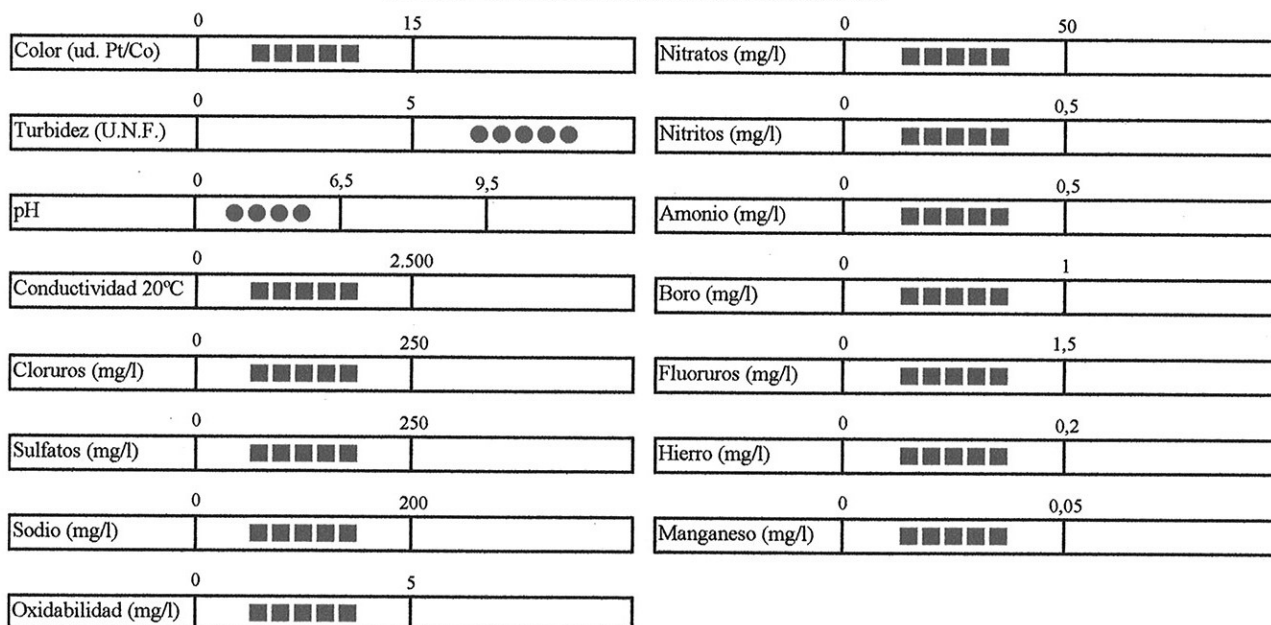 0 15
Color (ud. Pt/Co)
0 5
Turbidez (U.N.F.)
0 6,5 9,5
pH
0 2.500
Conductividad 20ºC
0 250
Cloruros (mg/l)
0 250
Sulfatos (mg/l)
0 200
Sodio (mg/l)
0 5
Oxidabilidad (mg/l)
0 50
Nitratos (mg/l)
0 0,5
Nitritos (mg/l)
0 0,5
Amonio (mg/l)
0 1
Boro (mg/l)
0 1,5
Fluoruros (mg/l)
0 0,2
Hierro (mg/l)
0 0,05
Manganeso (mg/l)